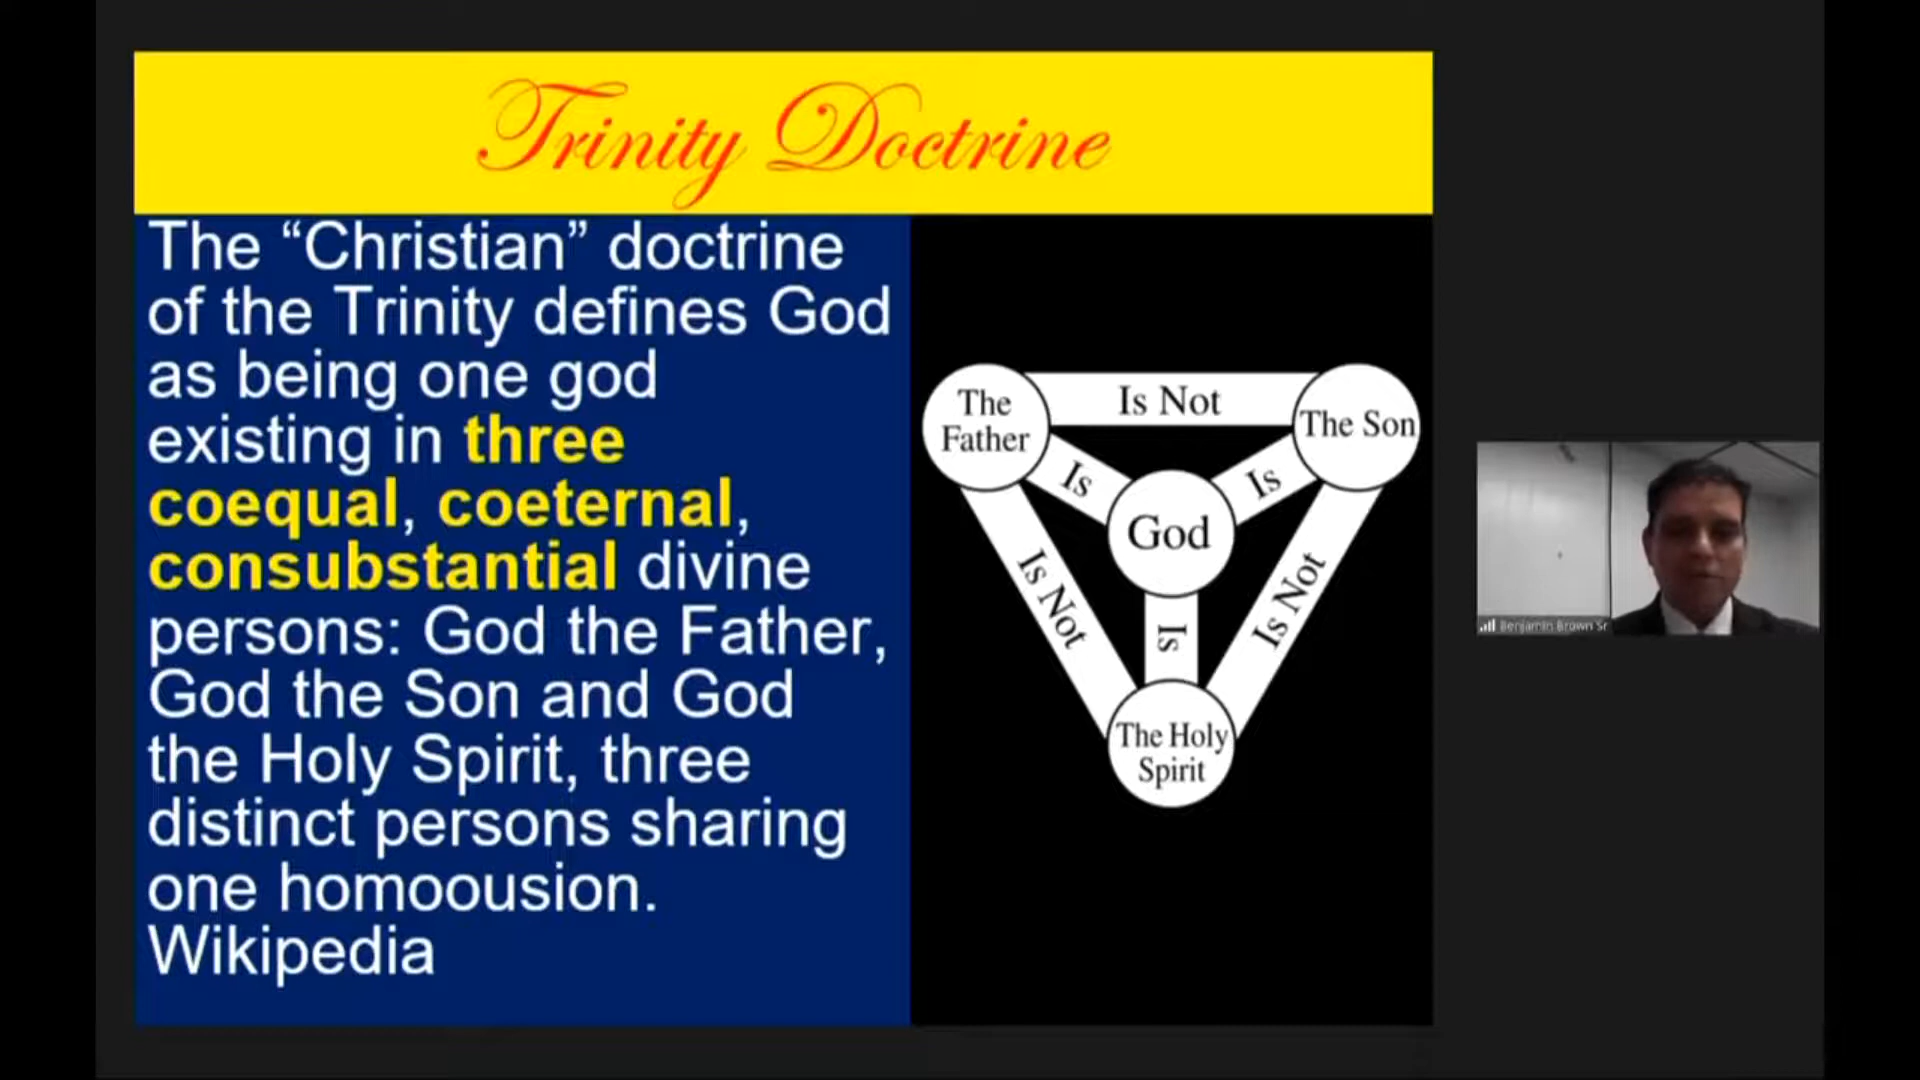 Trinity Doctrine
The “Christian” doctrine
of the Trinity defines God
as being one god
existing in three
coequal, coeternal,
consubstantial divine
persons: God the Father,
God the Son and God
the Holy Spirit, three
distinct persons sharing
one homoousion.
Wikipedia
The
Father
Is Not
The Son
Is
Is
God
Is Not
Is
Is Not
The Holy
Spirit
Benjamin Brown Sr